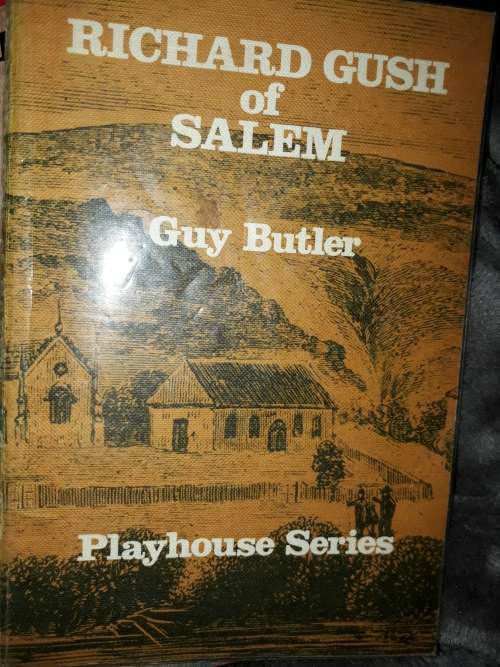 RICHARD GUSH
of
SALEM
Guy Butler
Playhouse Series